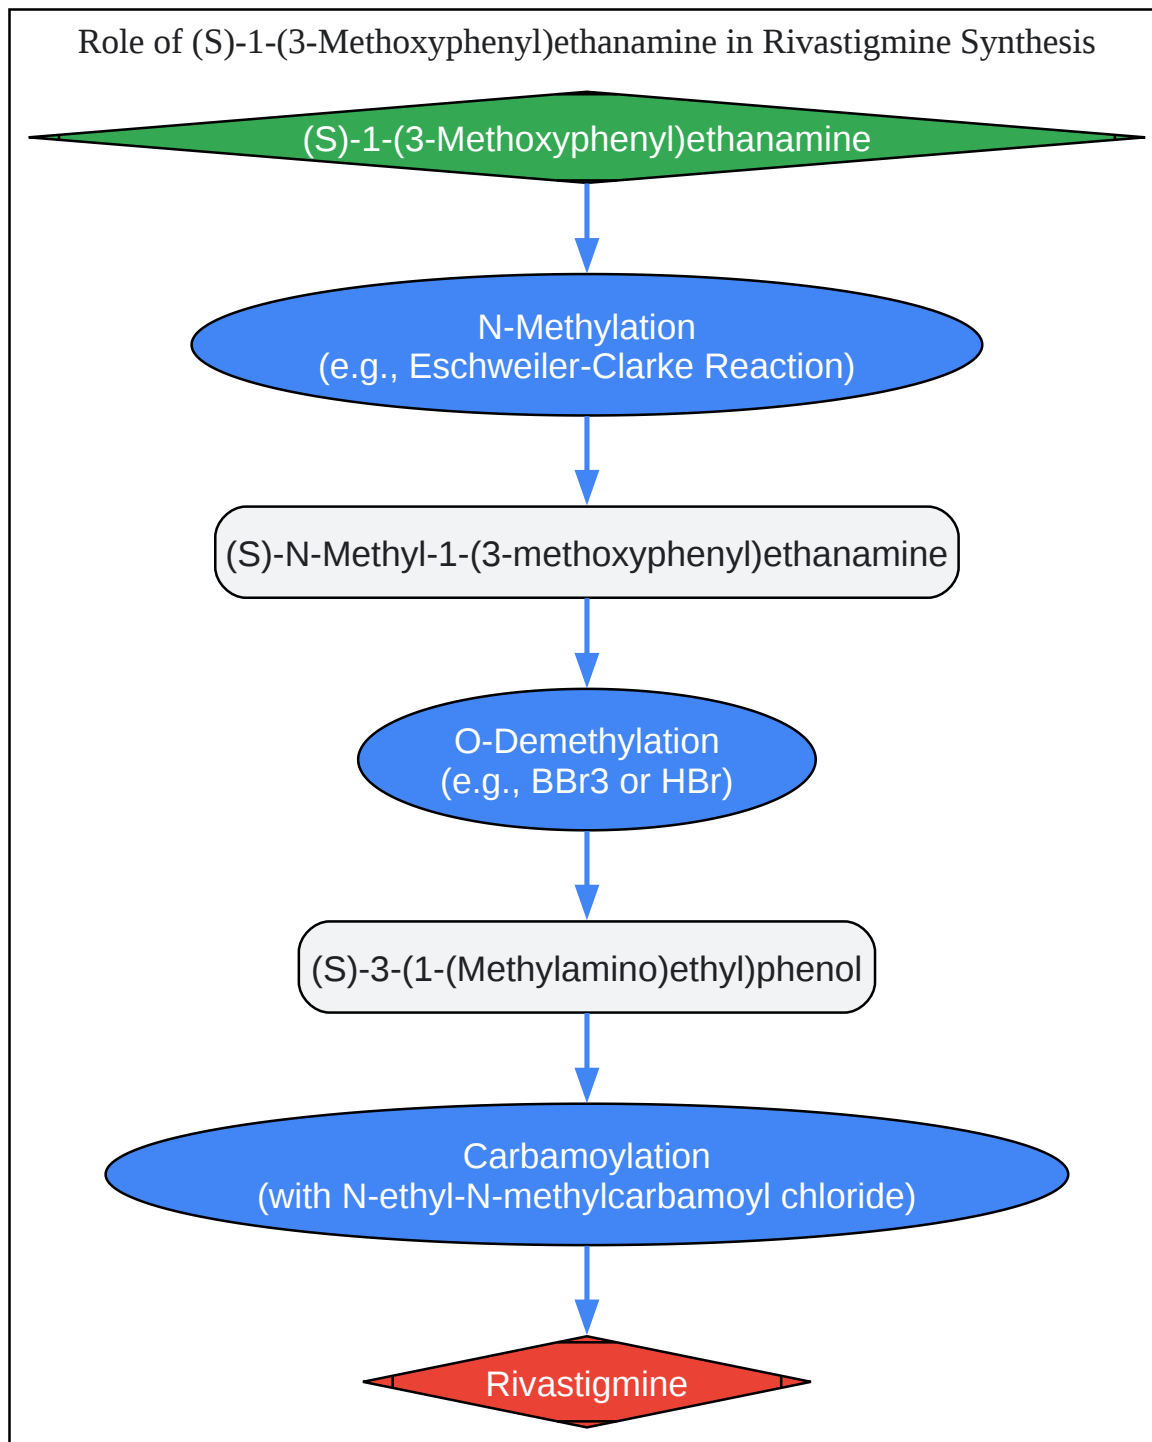 Role of (S)-1-(3-Methoxyphenyl)ethanamine in Rivastigmine Synthesis
(S)-1-(3-Methoxyphenyl)ethanamine
N-Methylation
(e.g., Eschweiler-Clarke Reaction)
(S)-N-Methyl-1-(3-methoxyphenyl)ethanamine
O-Demethylation
(e.g., BBr3 or HBr)
(S)-3-(1-(Methylamino)ethyl)phenol
Carbamoylation
(with N-ethyl-N-methylcarbamoyl chloride)
Rivastigmine